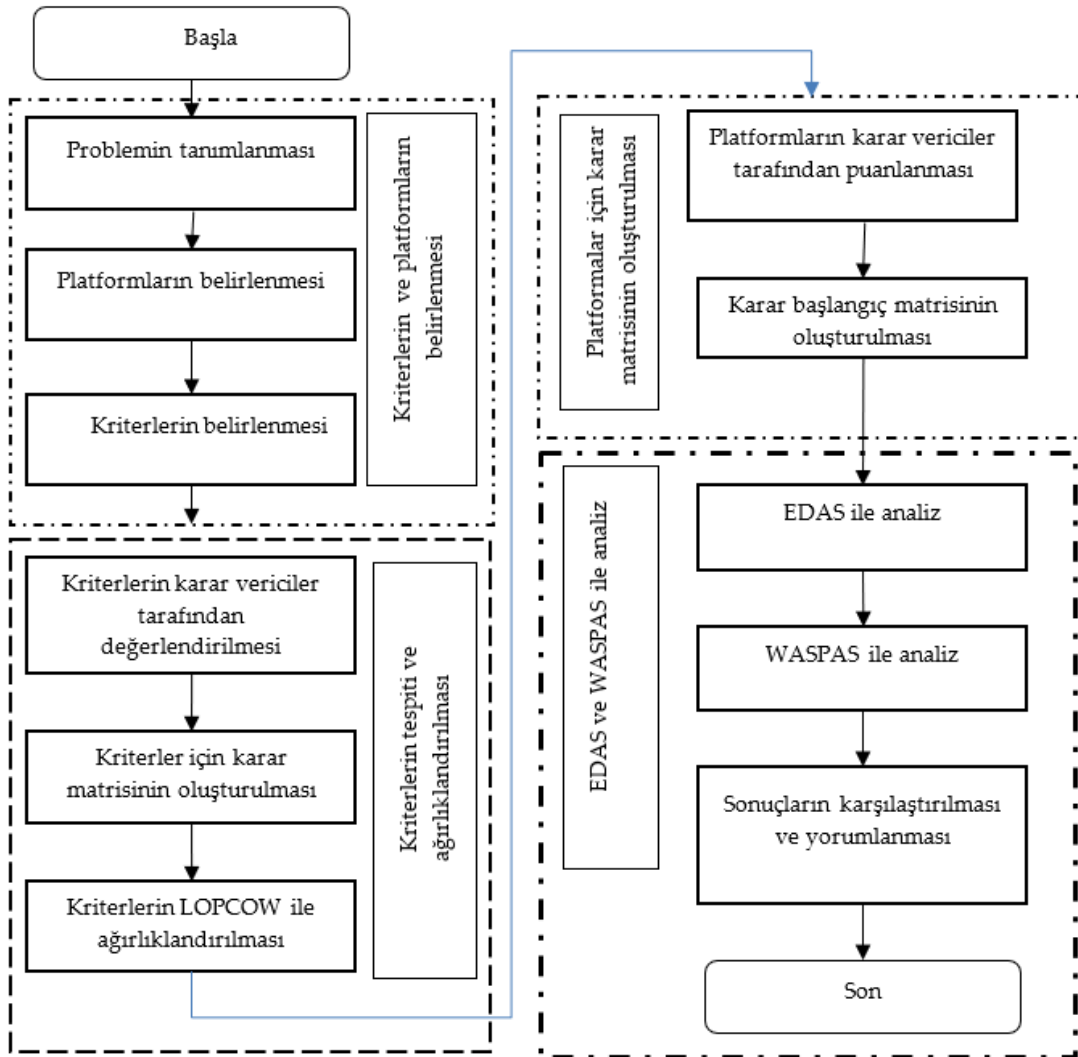 Başla
Problemin tanımlanması
Platformların belirlenmesi
Kriterlerin belirlenmesi
Kriterlerin ve platformların
belirlenmesi
Kriterlerin karar vericiler
tarafından
değerlendirilmesi
Kriterler için karar
matrisinin oluşturulması
Kriterlerin LOPCOW ile
ağırlıklandırılması
Kriterlerin tespiti ve
ağırlıklandırılması
Platformların karar vericiler
tarafından puanlanması
Karar başlangıç matrisinin
oluşturulması
Platformalar için karar
matrisinin oluşturulması
EDAS ile analiz
WASPAS ile analiz
Sonuçların karşılaştırılması
ve yorumlanması
EDAS ve WASPAS ile analiz
Son